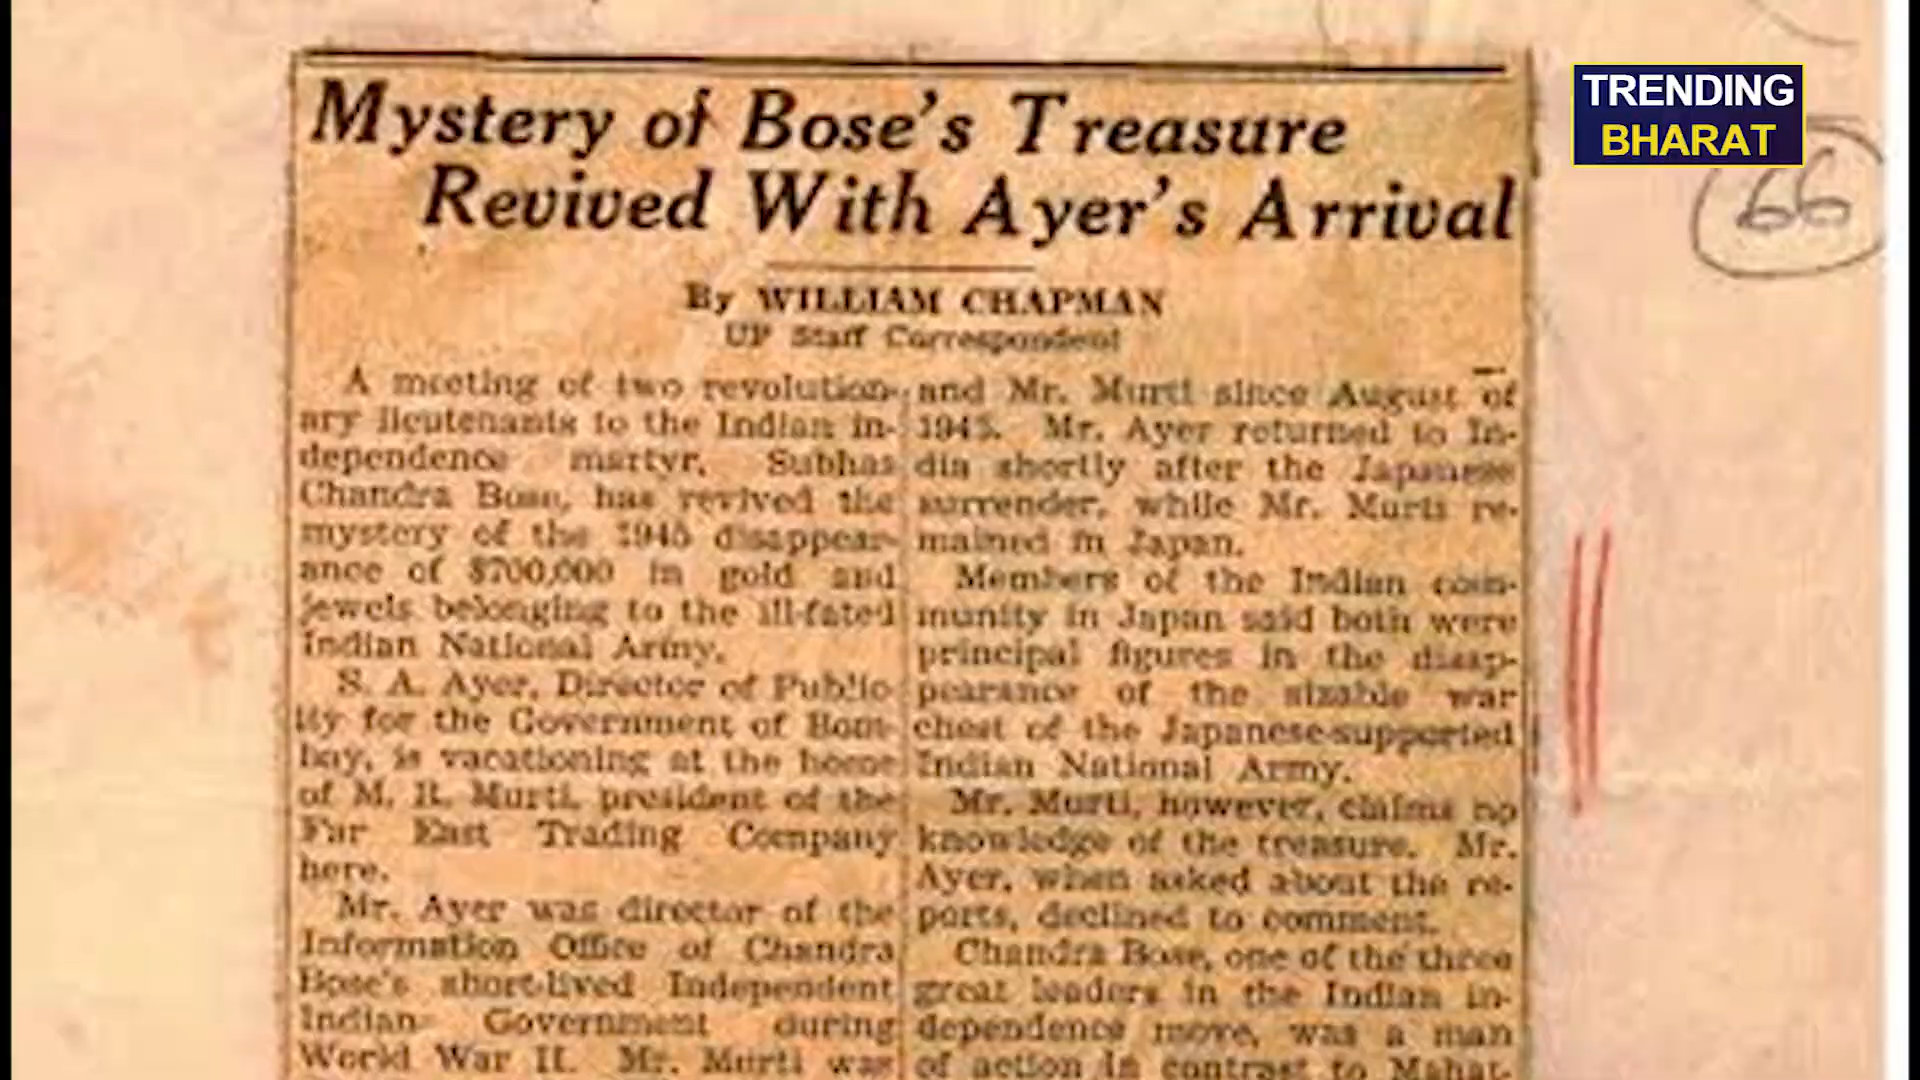 TRENDING
BHARAT
66
Mystery of Bose's Treasure
Revived With Ayer's Arrival
By WILLIAM CHAPMAN
UP Staff Correspondent
A meeting of two revolution-
ary lieutenants to the Indian in-
dependence martyr, Subhas
Chandra Bose, has revived the
mystery of the 1945 disappear-
ance of $700,000 in gold and
jewels belonging to the ill-fated
Indian National Army.
S. A. Ayer, Director of Public-
ity for the Government of Bom-
bay, is vacationing at the home
of M. R. Murti, president of the
Far East Trading Company
here.
Mr. Ayer was director of the
Information Office of Chandra
Bose's short-lived Independent
Indian Government during
World War II. Mr. Murti was
and Mr. Murti since August of
1945. Mr. Ayer returned to In-
dia shortly after the Japanese
surrender, while Mr. Murti re-
mained in Japan.
Members of the Indian com-
munity in Japan said both were
principal figures in the disap-
pearance of the sizable war
chest of the Japanese-supported
Indian National Army.
Mr. Murti, however, claims no
knowledge of the treasure. Mr.
Ayer, when asked about the re-
ports, declined to comment.
Chandra Bose, one of the three
great leaders in the Indian in-
dependence move, was a man
of action in contrast to Mahat-